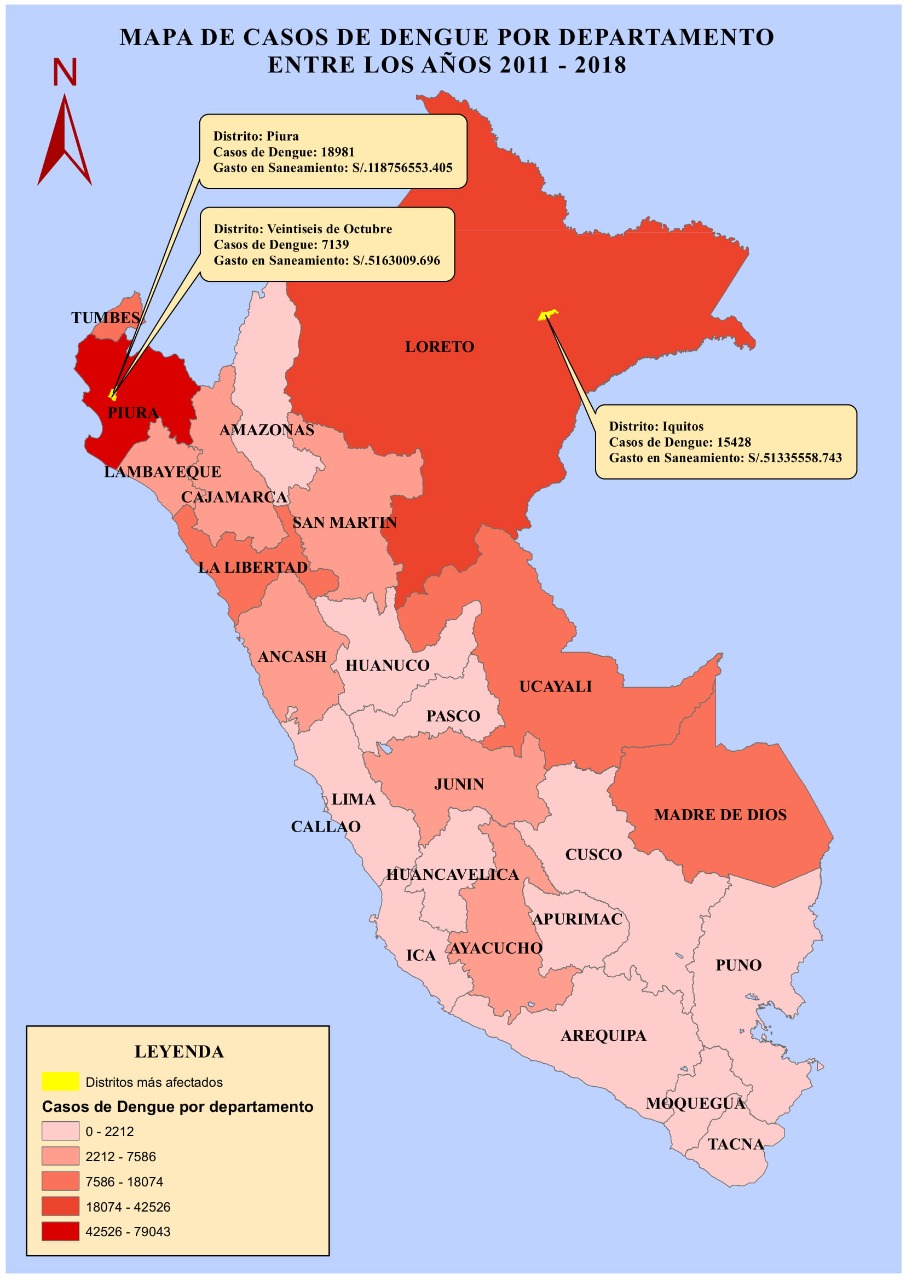 MAPA DE CASOS DE DENGUE POR DEPARTAMENTO
ENTRE LOS AÑOS 2011 - 2018
N
Distrito: Piura
Casos de Dengue: 18981
Gasto en Saneamiento: S/.118756553.405
Distrito: Veintiseis de Octubre
Casos de Dengue: 7139
Gasto en Saneamiento: S/.5163009.696
TUMBES
LORETO
PIURA
AMAZONAS
Distrito: Iquitos
Casos de Dengue: 15428
Gasto en Saneamiento: S/.51335558.743
LAMBAYEQUE
CAJAMARCA
SAN MARTIN
LA LIBERTAD
ANCASH
HUANUCO
UCAYALI
PASCO
JUNIN
LIMA
MADRE DE DIOS
CALLAO
CUSCO
HUANCAVELICA
APURIMAC
AYACUCHO
ICA
PUNO
AREQUIPA
MOQUEGUA
TACNA
LEYENDA
Distritos más afectados
Casos de Dengue por departamento
0 - 2212
2212 - 7586
7586 - 18074
18074 - 42526
42526 - 79043